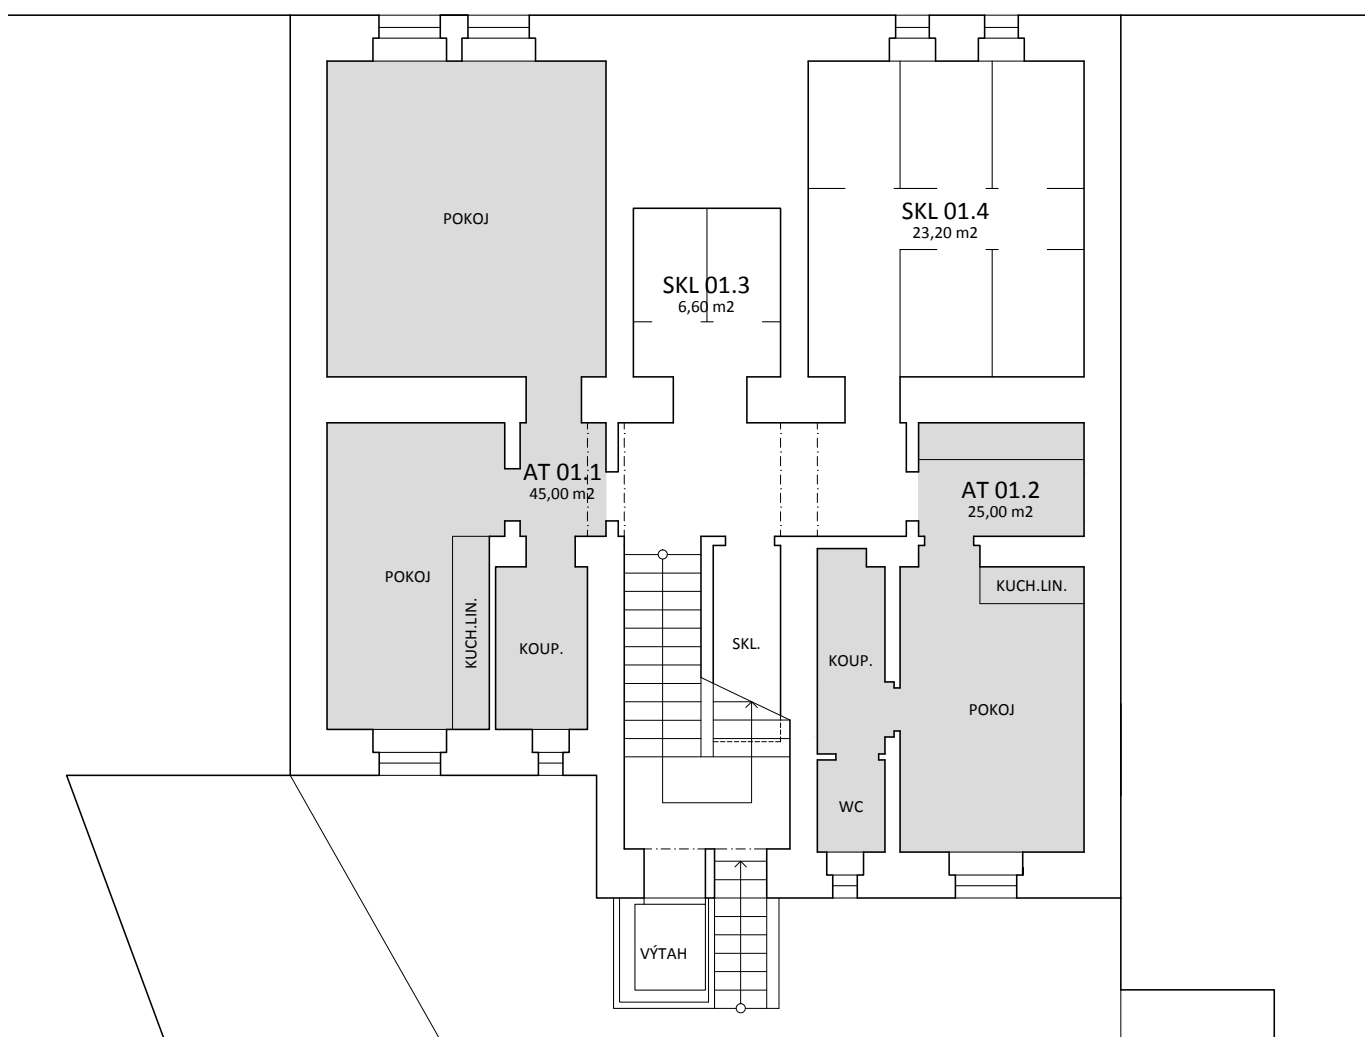 POKOJ
SKL 01.4
23,20 m2
SKL 01.3
6,60 m2
AT 01.1
45,00 m2
AT 01.2
25,00 m2
POKOJ
KUCH.LIN.
KOUP.
SKL.
KOUP.
KUCH.LIN.
POKOJ
WC
VÝTAH